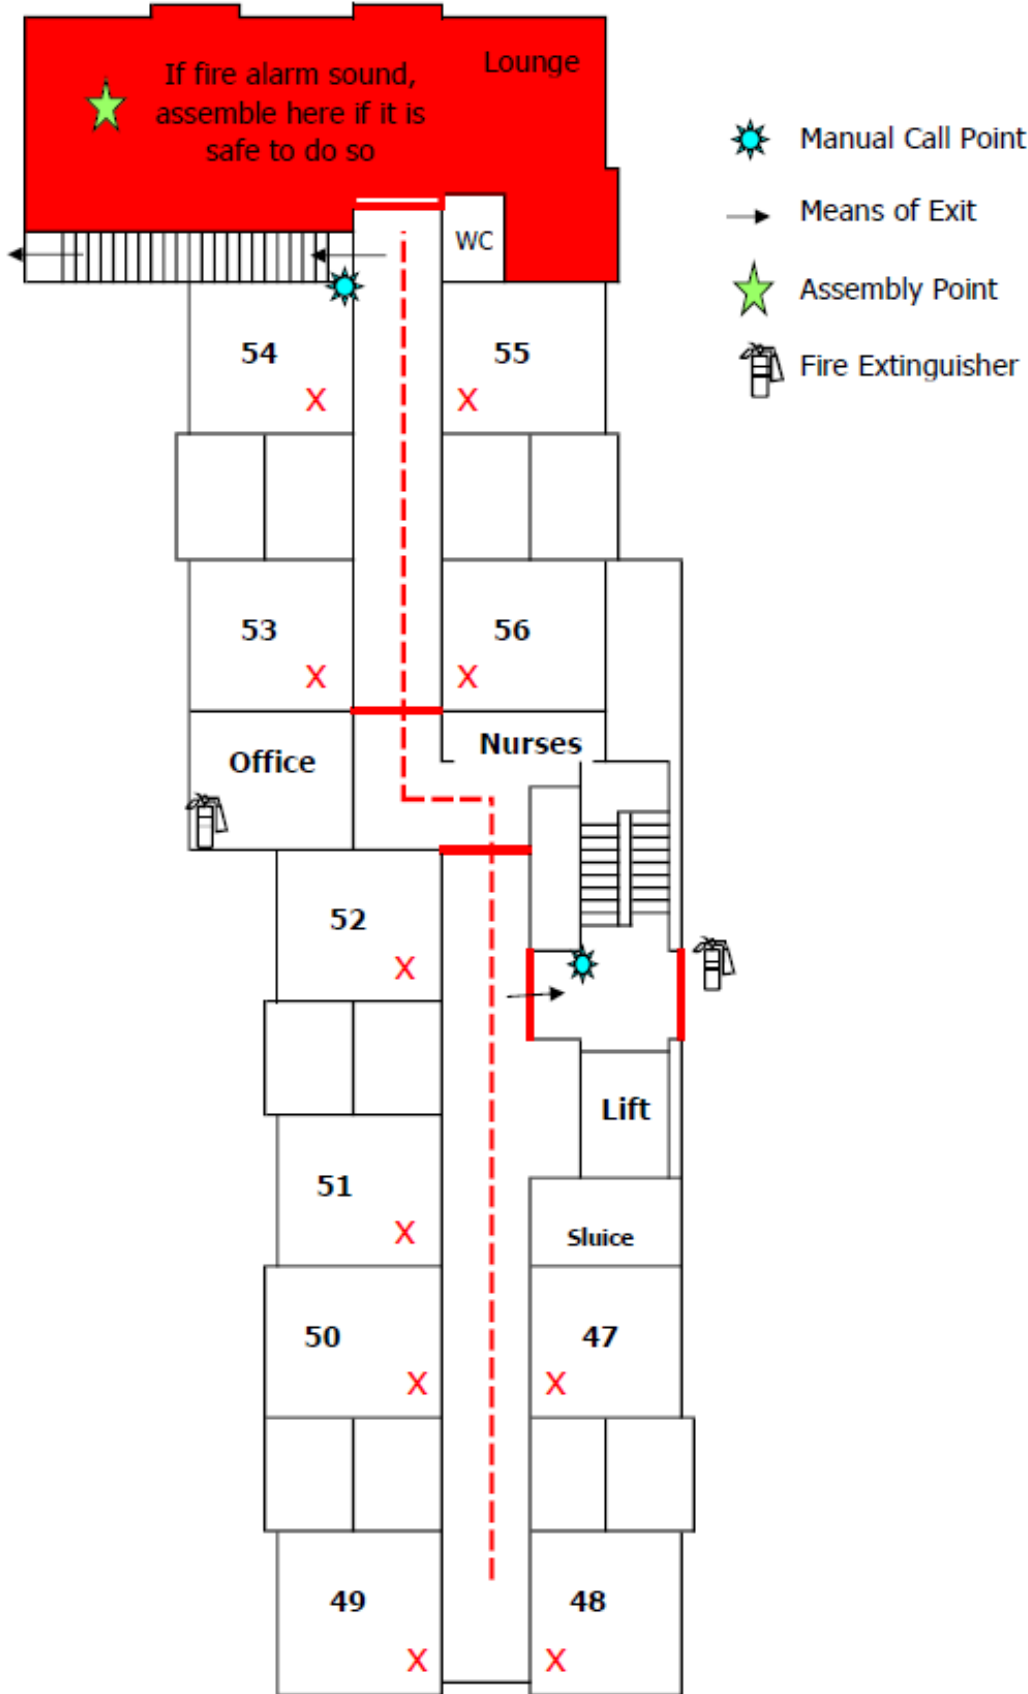 Lounge
If fire alarm sound,
assemble here if it is
safe to do so
Manual Call Point
Means of Exit
WC
Assembly Point
Fire Extinguisher
54
55
X
X
53
56
X
X
Office
Nurses
52
X
Lift
51
X
Sluice
50
47
X
X
49
48
X
X